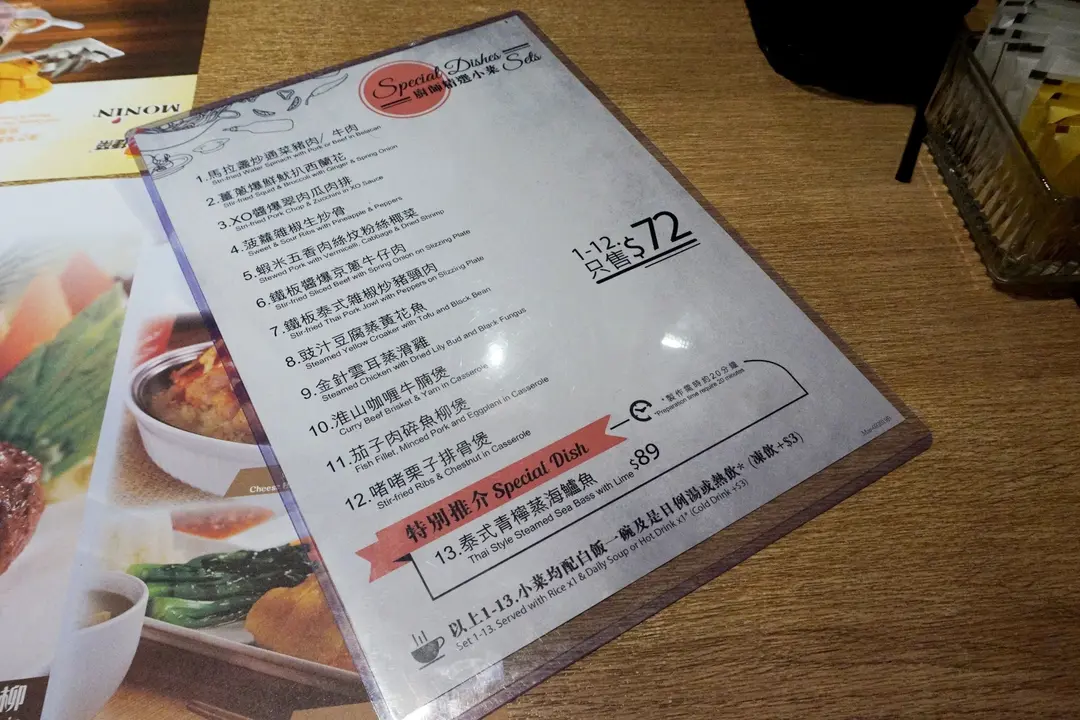 Special Dishes Sets
廚師精選小菜
1.馬拉盞炒通菜豬肉/ 牛肉
Stir-fried Water Spinach with Pork or Beef in Belacan
2.薑蔥爆鮮魷扒西蘭花
Stir-fried Squid & Broccoli with Ginger & Spring Onion
3.XO醬爆翠肉瓜肉排
Stir-fried Pork Chop & Zucchini in XO Sauce
4.菠蘿雜椒生炒骨
Sweet & Sour Ribs with Pineapple & Peppers
5.蝦米五香肉絲炆粉絲椰菜
Stewed Pork with Vermicelli, Cabbage & Dried Shrimp
6.鐵板醬爆京蔥牛仔肉
Stir-fried Sliced Beef with Spring Onion on Slizzing Plate
7.鐵板泰式雜椒炒豬頸肉
Stir-fried Thai Pork Jowl with Peppers on Slizzing Plate
8.豉汁豆腐蒸黃花魚
Steamed Yellow Croaker with Tofu and Black Bean
9.金針雲耳蒸滑雞
Steamed Chicken with Dried Lily Bud and Black Fungus
10.淮山咖喱牛腩煲
Curry Beef Brisket & Yam in Casserole
11.茄子肉碎魚柳煲
Fish Fillet, Minced Pork and Eggplant in Casserole
12.啫啫栗子排骨煲
Stir-fried Ribs & Chestnut in Casserole
1-12.
只售$72
特別推介 Special Dish
*製作需時約20分鐘
*Preparation time require 20 minutes
13.泰式青檸蒸海鱸魚 $89
Thai Style Steamed Sea Bass with Lime
以上1-13.小菜均配白飯一碗及是日例湯或熱飲* (凍飲+$3)
Set 1-13. Served with Rice x1 & Daily Soup or Hot Drink x1* (Cold Drink +$3)
MONIN
柳